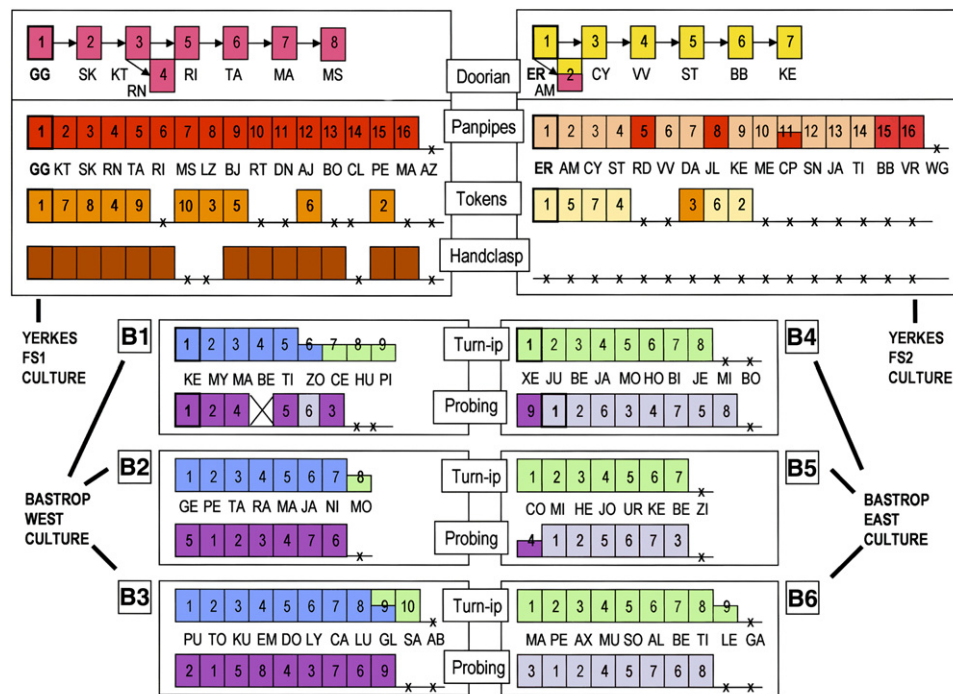 1 2 3 5 6 7 8
4
GG SK KT RI TA MA MS
RN
Doorian
1 3 4 5 6 7
2
ER CY VV ST BB KE
AM
Panpipes
1 2 3 4 5 6 7 8 9 10 11 12 13 14 15 16 x
GG KT SK RN TA RI MS LZ BJ RT DN AJ BO CL PE MA AZ
1 2 3 4 5 6 7 8 9 10 11 12 13 14 15 16 x
ER AM CY ST RD VV DA JL KE ME CP SN JA TI BB VR WG
Tokens
1 7 8 4 9 x 10 3 5 x x 6 x x 2 x x
1 5 7 4 x x 3 6 2 x x x x x x x x
Handclasp
x x x x
x x x x x x x x x x x x x x x x x
YERKES
FS1
CULTURE
YERKES
FS2
CULTURE
B1
Turn-ip
1 2 3 4 5 6 7 8 9
KE MY MA BE TI ZO CE HU PI
Probing
1 2 4 5 6 3 x x
B4
1 2 3 4 5 6 7 8 x x
XE JU BE JA MO HO BI JE MI BO
9 1 2 6 3 4 7 5 8 x
B2
Turn-ip
1 2 3 4 5 6 7 8
GE PE TA RA MA JA NI MO
Probing
5 1 2 3 4 7 6 x
B5
1 2 3 4 5 6 7 x
CO MI HE JO UR KE BE ZI
4 1 2 5 6 7 3 x
BASTROP
WEST
CULTURE
BASTROP
EAST
CULTURE
B3
Turn-ip
1 2 3 4 5 6 7 8 9 10 x
PU TO KU EM DO LY CA LU GL SA AB
Probing
2 1 5 8 4 3 7 6 9 x x
B6
1 2 3 4 5 6 7 8 9 x
MA PE AX MU SO AL BE TI LE GA
3 1 2 4 5 7 6 8 x x